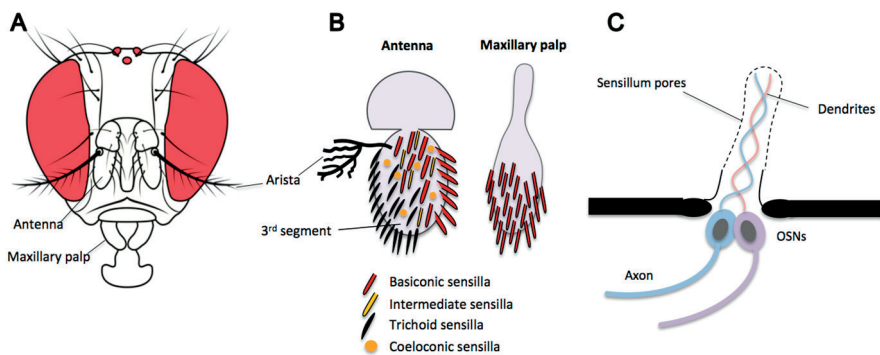 A
Antenna
Maxillary palp
B
Antenna
Maxillary palp
Arista
3rd segment
Basiconic sensilla
Intermediate sensilla
Trichoid sensilla
Coeloconic sensilla
C
Sensillum pores
Dendrites
OSNs
Axon